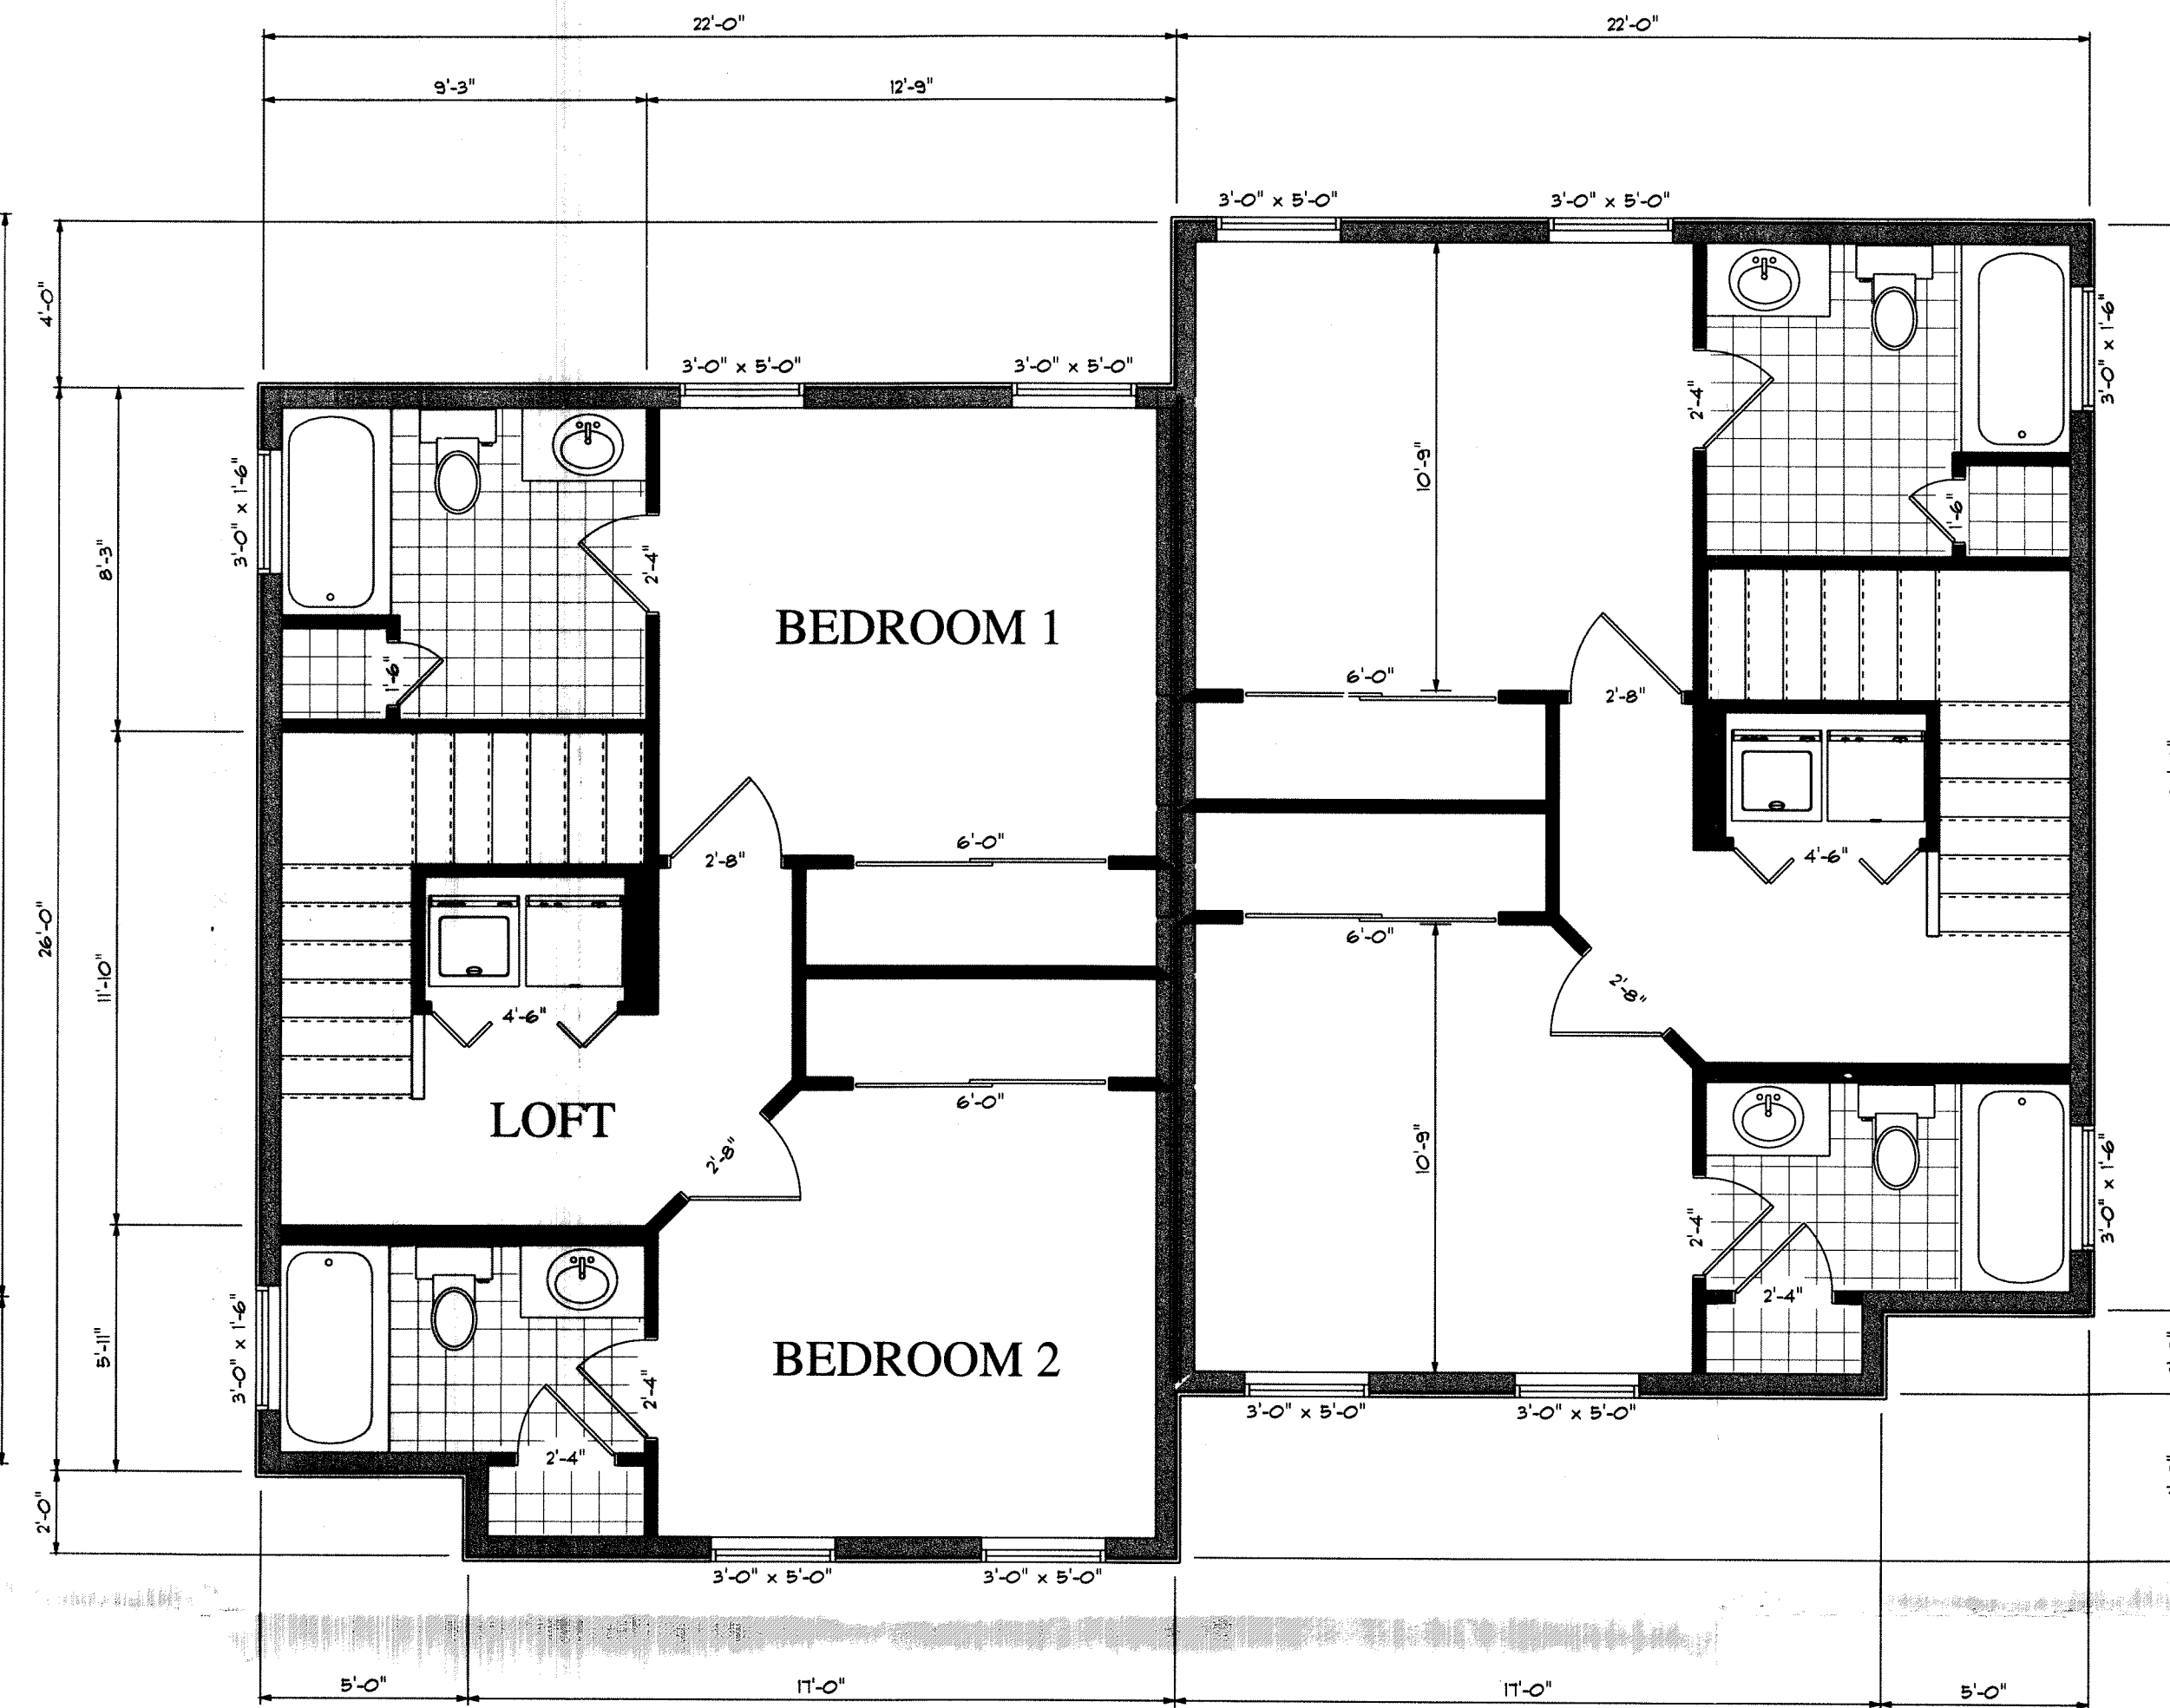 22'-0"
22'-0"
9'-3"
12'-9"
3'-0" x 5'-0"
3'-0" x 5'-0"
4'-0"
3'-0" x 1'-6"
3'-0" x 5'-0"
3'-0" x 5'-0"
2'-4"
10'-9"
3'-0" x 1'-6"
1'-6"
8'-3"
2'-4"
BEDROOM 1
1'-6"
6'-0"
2'-8"
6'-0"
2'-8"
4'-6"
26'-0"
11'-10"
6'-0"
2'-8"
4'-6"
LOFT
6'-0"
2'-8"
10'-9"
3'-0" x 1'-6"
2'-4"
2'-4"
5'-11"
3'-0" x 1'-6"
BEDROOM 2
2'-4"
3'-0" x 5'-0"
3'-0" x 5'-0"
2'-4"
2'-0"
3'-0" x 5'-0"
3'-0" x 5'-0"
5'-0"
17'-0"
17'-0"
5'-0"